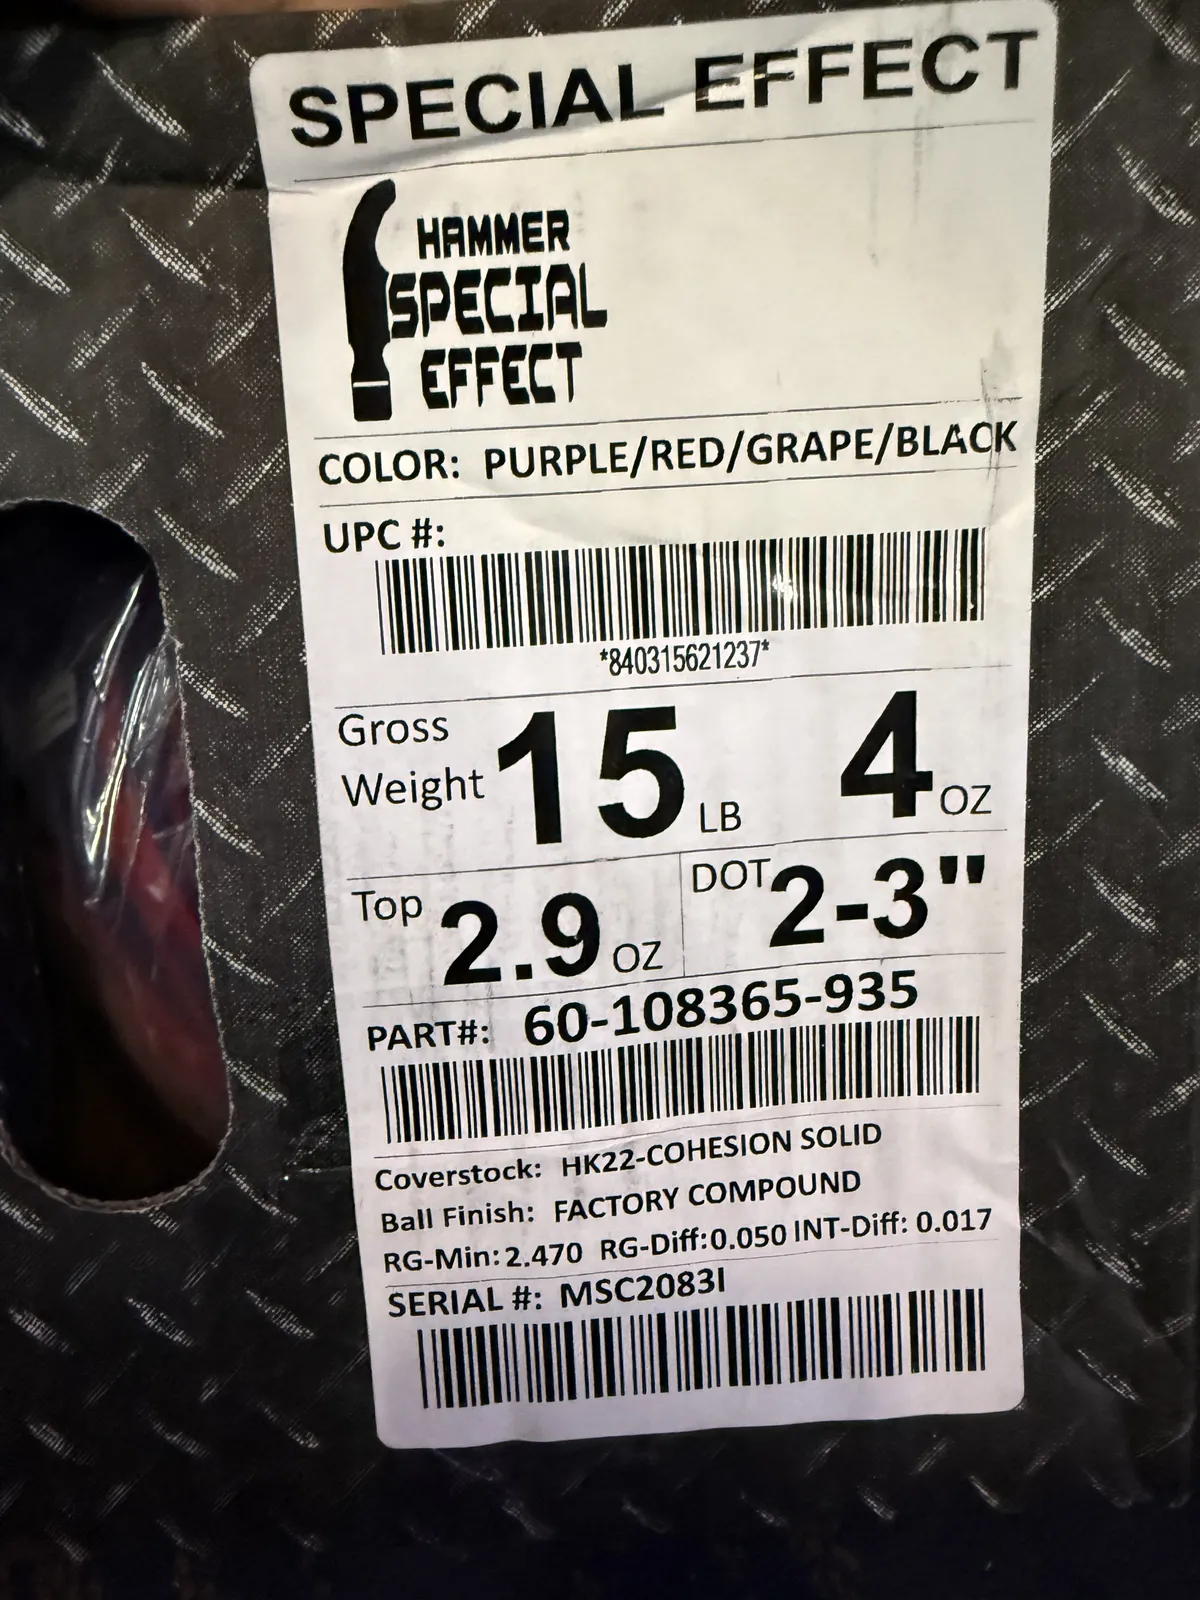 SPECIAL EFFECT
HAMMER
SPECIAL
EFFECT
COLOR: PURPLE/RED/GRAPE/BLACK
UPC #:
*840315621237*
Gross Weight 15 LB 4 OZ
Top 2.9 OZ DOT 2-3"
PART#: 60-108365-935
Coverstock: HK22-COHESION SOLID
Ball Finish: FACTORY COMPOUND
RG-Min: 2.470 RG-Diff:0.050 INT-Diff: 0.017
SERIAL #: MSC2083I